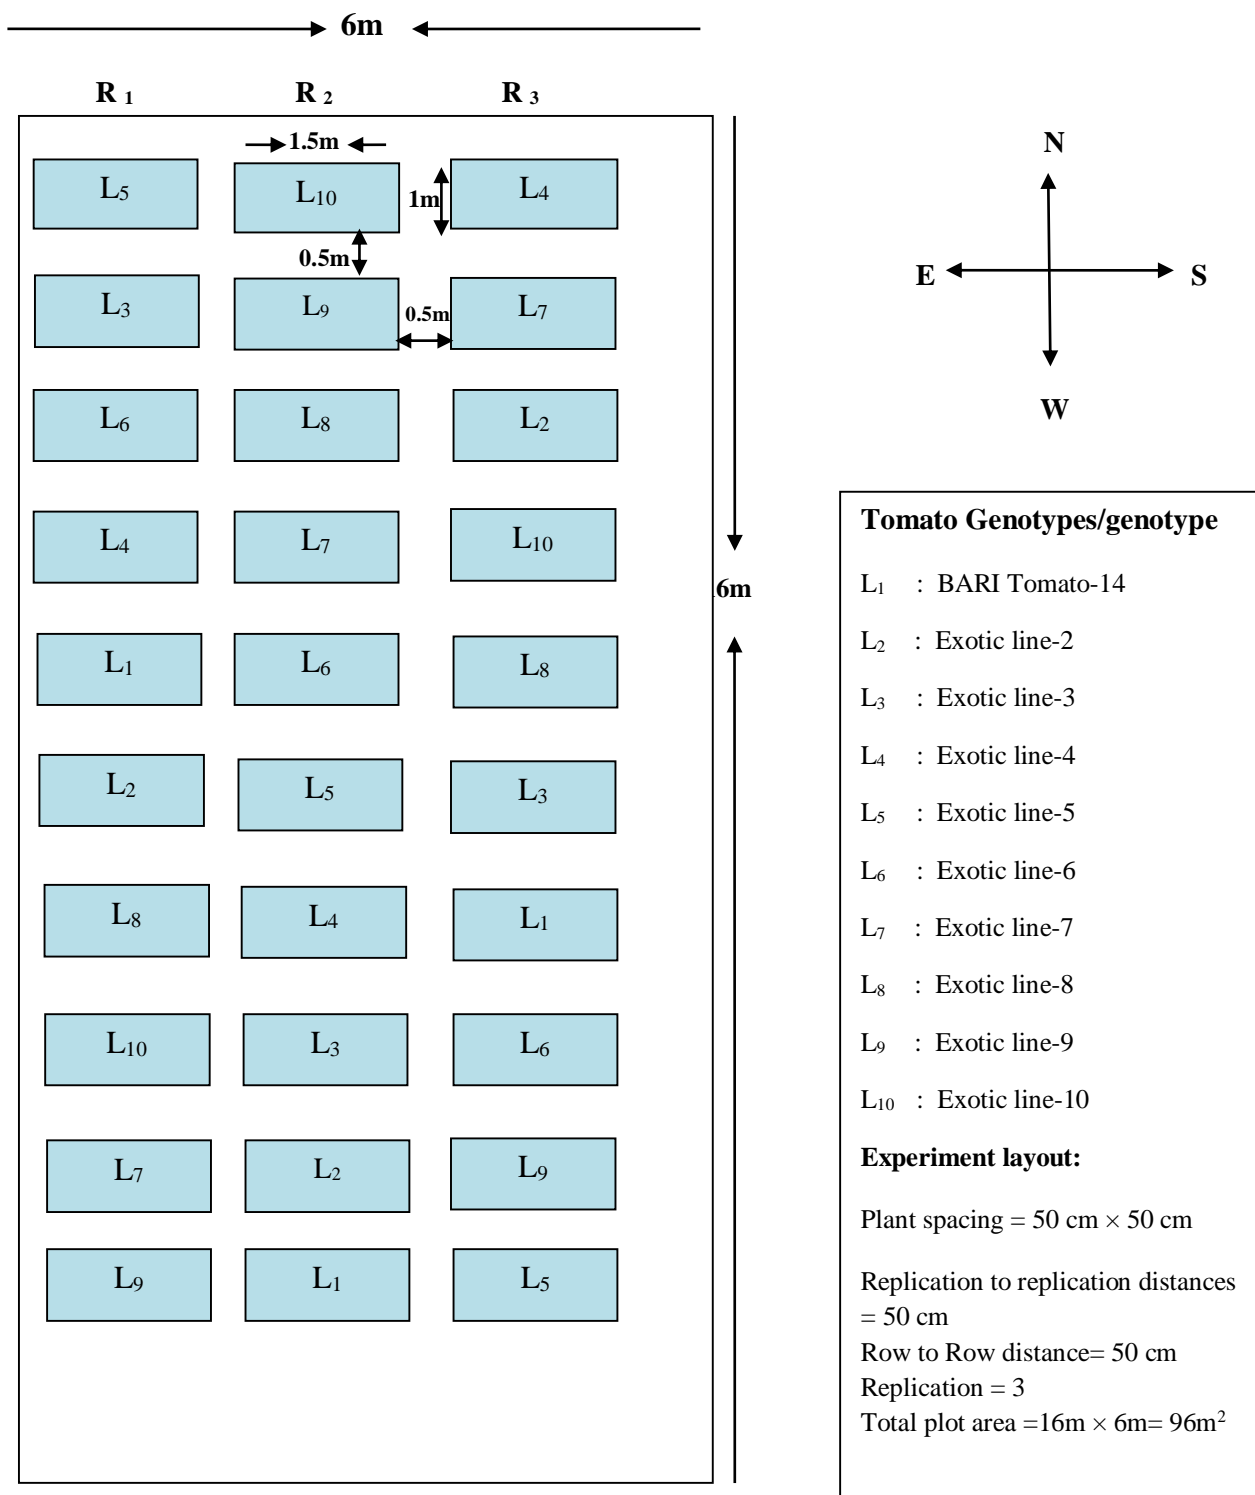 6m
R 1 R 2 R 3
1.5m
L5 L10 L4
1m
0.5m
L3 L9 L7
0.5m
L6 L8 L2
L4 L7 L10
6m
L1 L6 L8
L2 L5 L3
L8 L4 L1
L10 L3 L6
L7 L2 L9
L9 L1 L5
N
E S
W
Tomato Genotypes/genotype
L1 : BARI Tomato-14
L2 : Exotic line-2
L3 : Exotic line-3
L4 : Exotic line-4
L5 : Exotic line-5
L6 : Exotic line-6
L7 : Exotic line-7
L8 : Exotic line-8
L9 : Exotic line-9
L10 : Exotic line-10
Experiment layout:
Plant spacing = 50 cm × 50 cm
Replication to replication distances
= 50 cm
Row to Row distance= 50 cm
Replication = 3
Total plot area =16m × 6m= 96m2